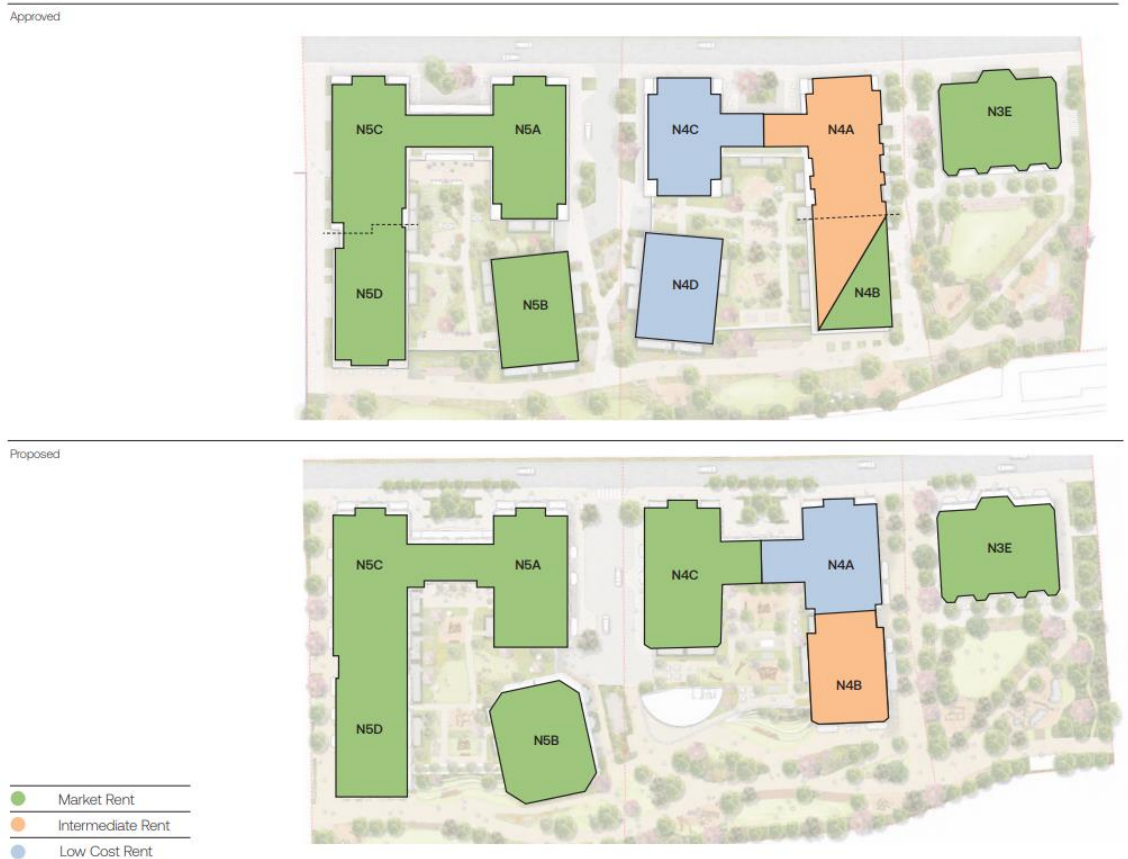 Approved
N5C
N5A
N4C
N4A
N3E
N5D
N5B
N4D
N4B
Proposed
N5C
N5A
N4C
N4A
N3E
N5D
N5B
N4B
Market Rent
Intermediate Rent
Low Cost Rent